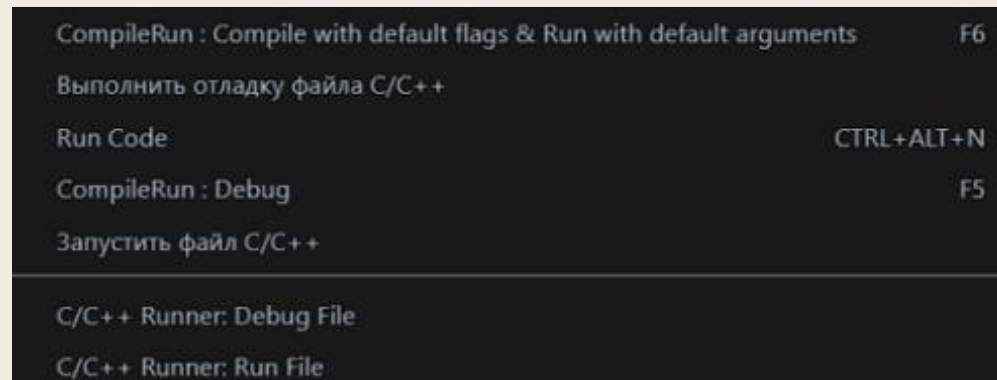 CompileRun : Compile with default flags & Run with default arguments F6
Выполнить отладку файла C/C++
Run Code CTRL+ALT+N
CompileRun : Debug F5
Запустить файл C/C++
C/C++ Runner: Debug File
C/C++ Runner: Run File